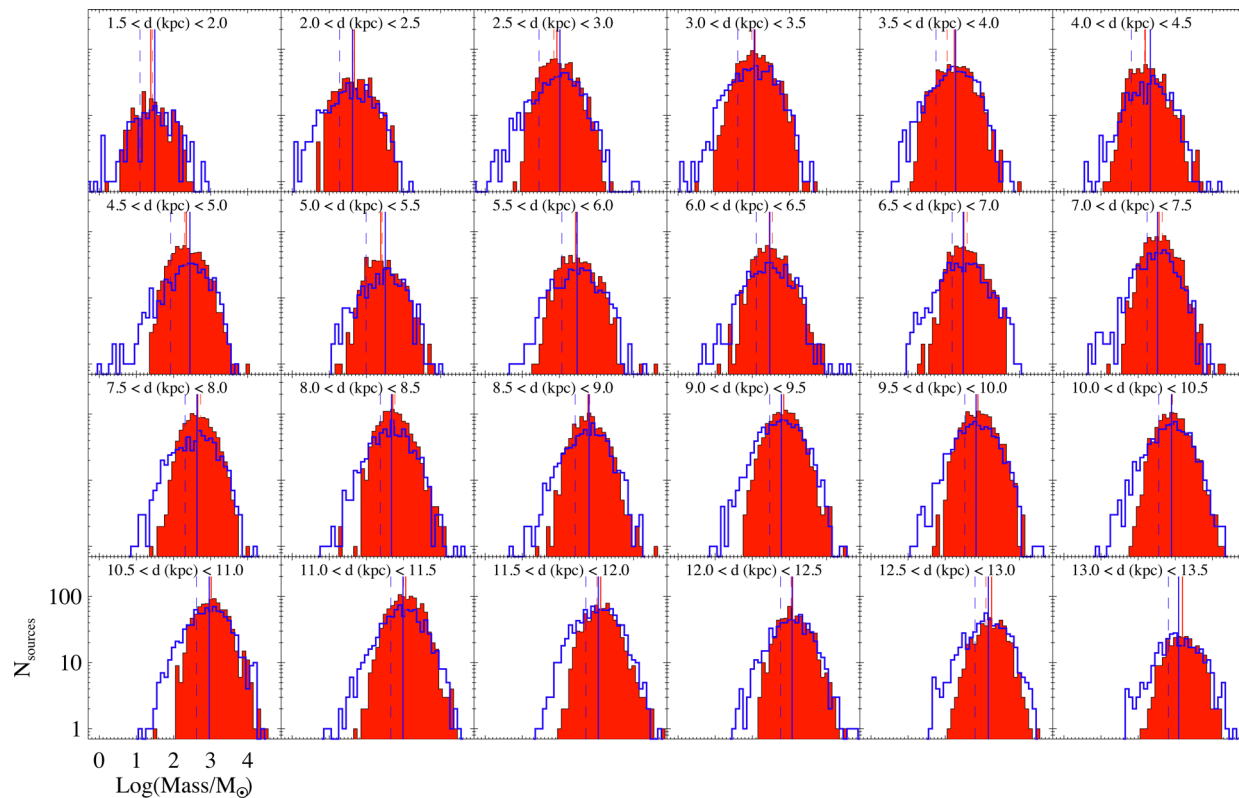 1.5 < d (kpc) < 2.0
2.0 < d (kpc) < 2.5
2.5 < d (kpc) < 3.0
3.0 < d (kpc) < 3.5
3.5 < d (kpc) < 4.0
4.0 < d (kpc) < 4.5
4.5 < d (kpc) < 5.0
5.0 < d (kpc) < 5.5
5.5 < d (kpc) < 6.0
6.0 < d (kpc) < 6.5
6.5 < d (kpc) < 7.0
7.0 < d (kpc) < 7.5
7.5 < d (kpc) < 8.0
8.0 < d (kpc) < 8.5
8.5 < d (kpc) < 9.0
9.0 < d (kpc) < 9.5
9.5 < d (kpc) < 10.0
10.0 < d (kpc) < 10.5
10.5 < d (kpc) < 11.0
11.0 < d (kpc) < 11.5
11.5 < d (kpc) < 12.0
12.0 < d (kpc) < 12.5
12.5 < d (kpc) < 13.0
13.0 < d (kpc) < 13.5
N_sources
100
10
1
0 1 2 3 4
Log(Mass/M_⊙)